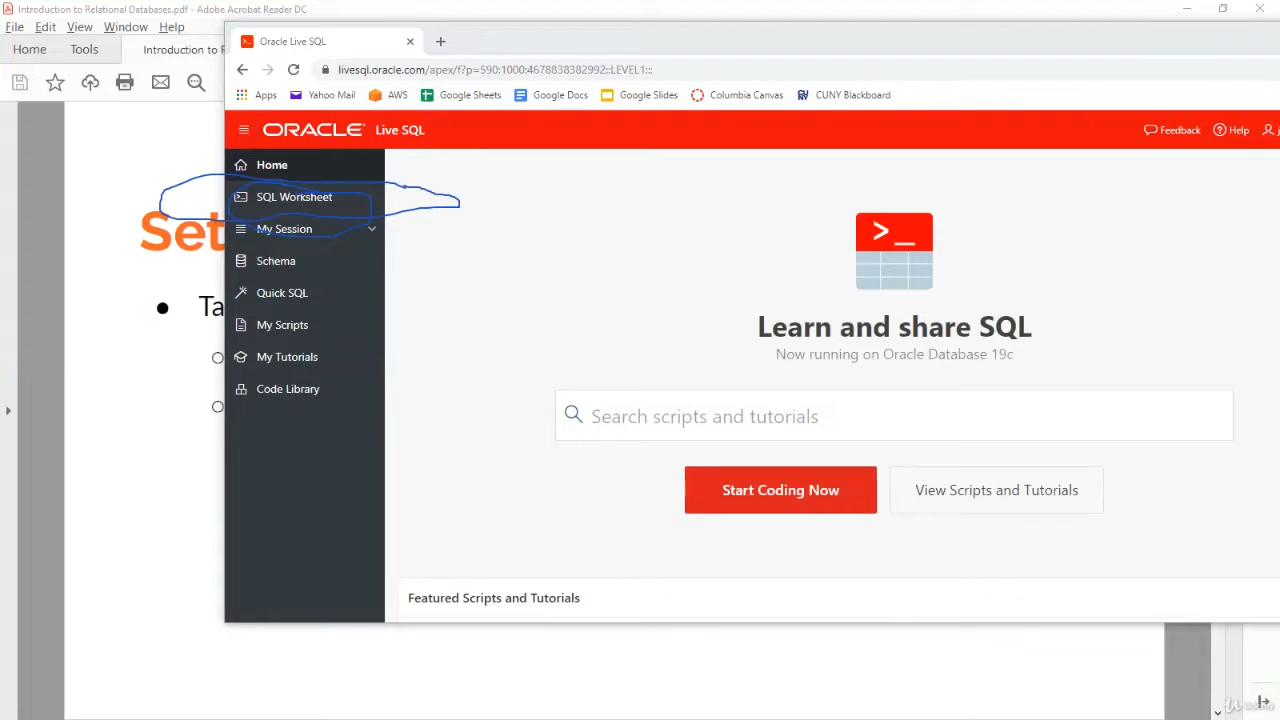 Introduction to Relational Databases.pdf - Adobe Acrobat Reader DC
File Edit View Window Help
Home Tools Introduction to R
Oracle Live SQL
livesql.oracle.com/apex/f?p=590:1000:4678838382992::LEVEL1:::
Apps Yahoo Mail AWS Google Sheets Google Docs Google Slides Columbia Canvas CUNY Blackboard
ORACLE Live SQL Feedback Help j
Home
SQL Worksheet
My Session
Schema
Quick SQL
My Scripts
My Tutorials
Code Library
Set
Ta
>_
Learn and share SQL
Now running on Oracle Database 19c
Search scripts and tutorials
Start Coding Now View Scripts and Tutorials
Featured Scripts and Tutorials
Udemy